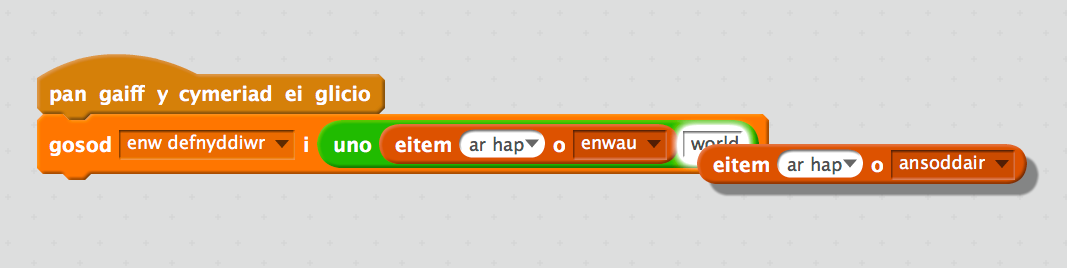 pan gaiff y cymeriad ei glicio
gosod enw defnyddiwr i uno eitem ar hap o enwau world
eitem ar hap o ansoddair